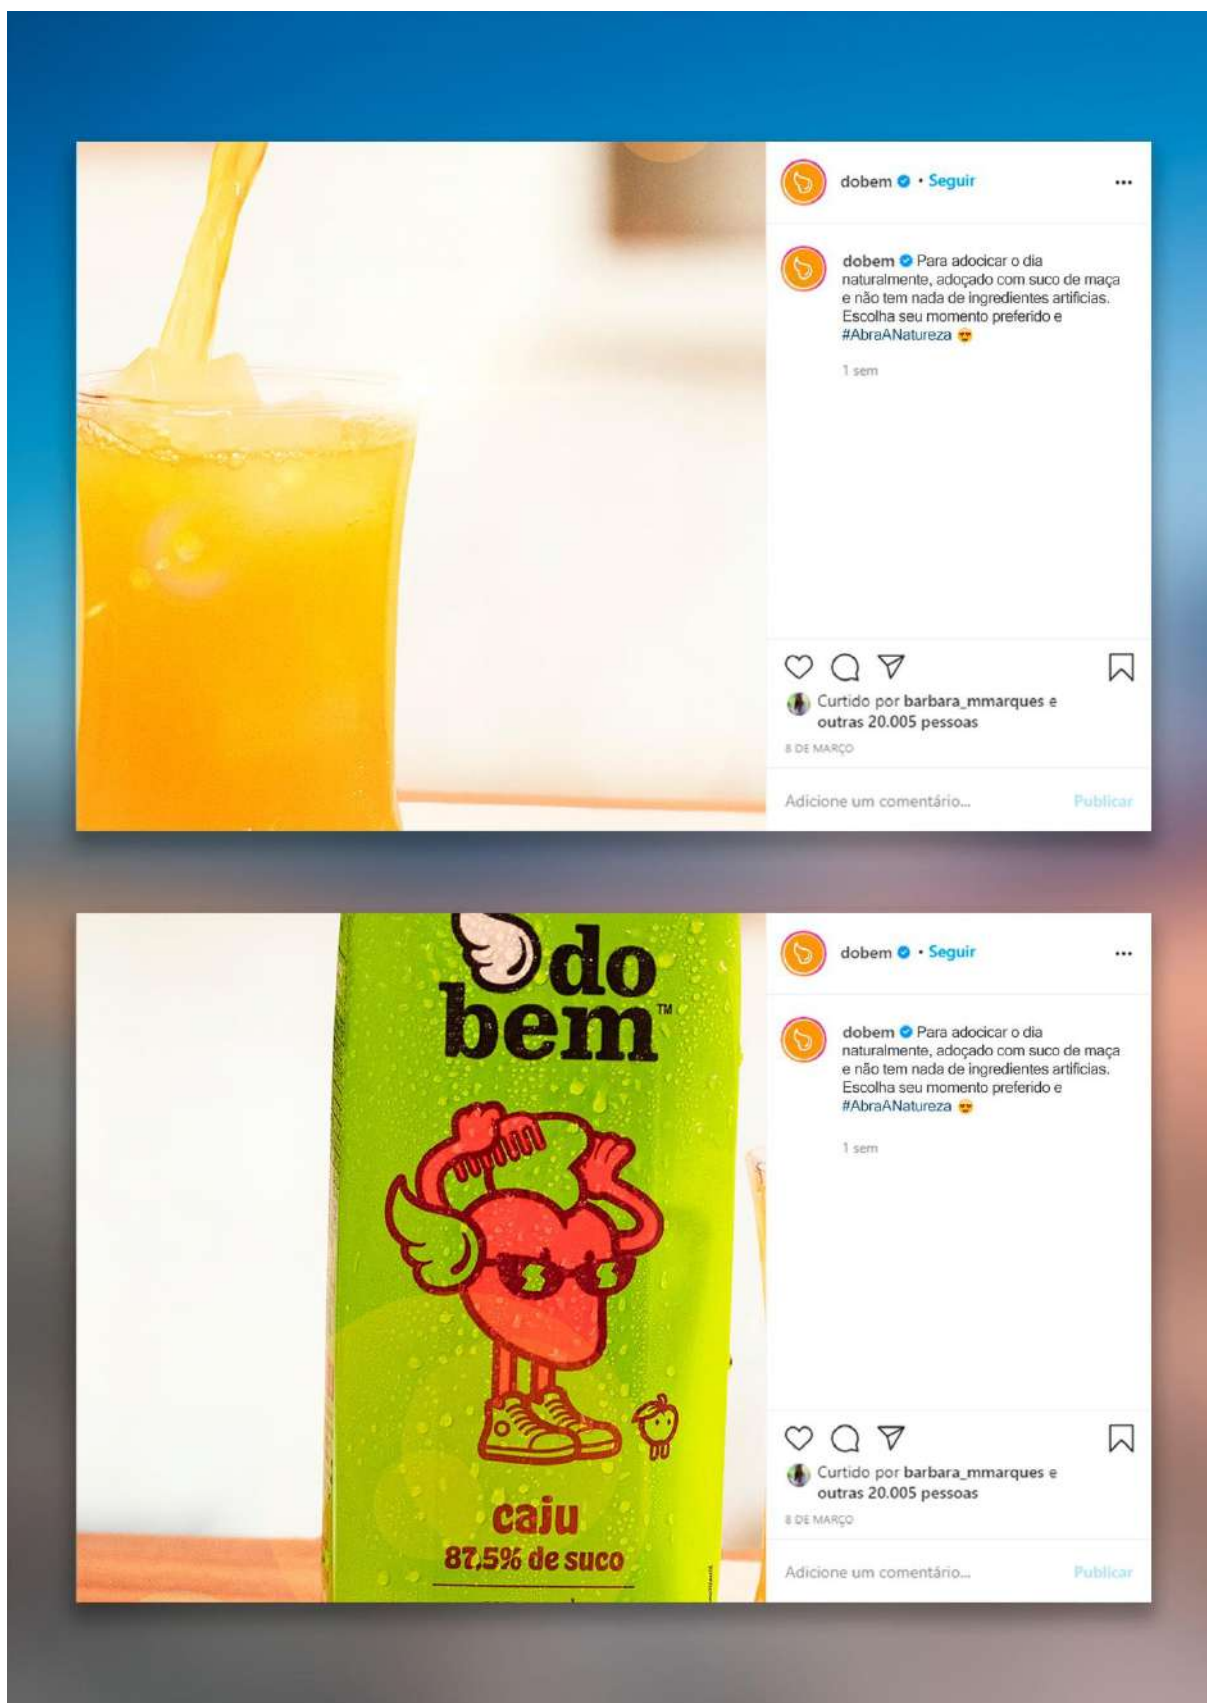 dobem • Seguir
dobem Para adocicar o dia
naturalmente, adoçado com suco de maça
e não tem nada de ingredientes artificias.
Escolha seu momento preferido e
#AbraANatureza 😍
1 sem
Curtido por barbara_mmarques e
outras 20.005 pessoas
8 DE MARÇO
Adicione um comentário...
Publicar
do
bem™
caju
87,5% de suco
dobem • Seguir
dobem Para adocicar o dia
naturalmente, adoçado com suco de maça
e não tem nada de ingredientes artificias.
Escolha seu momento preferido e
#AbraANatureza 😍
1 sem
Curtido por barbara_mmarques e
outras 20.005 pessoas
8 DE MARÇO
Adicione um comentário...
Publicar